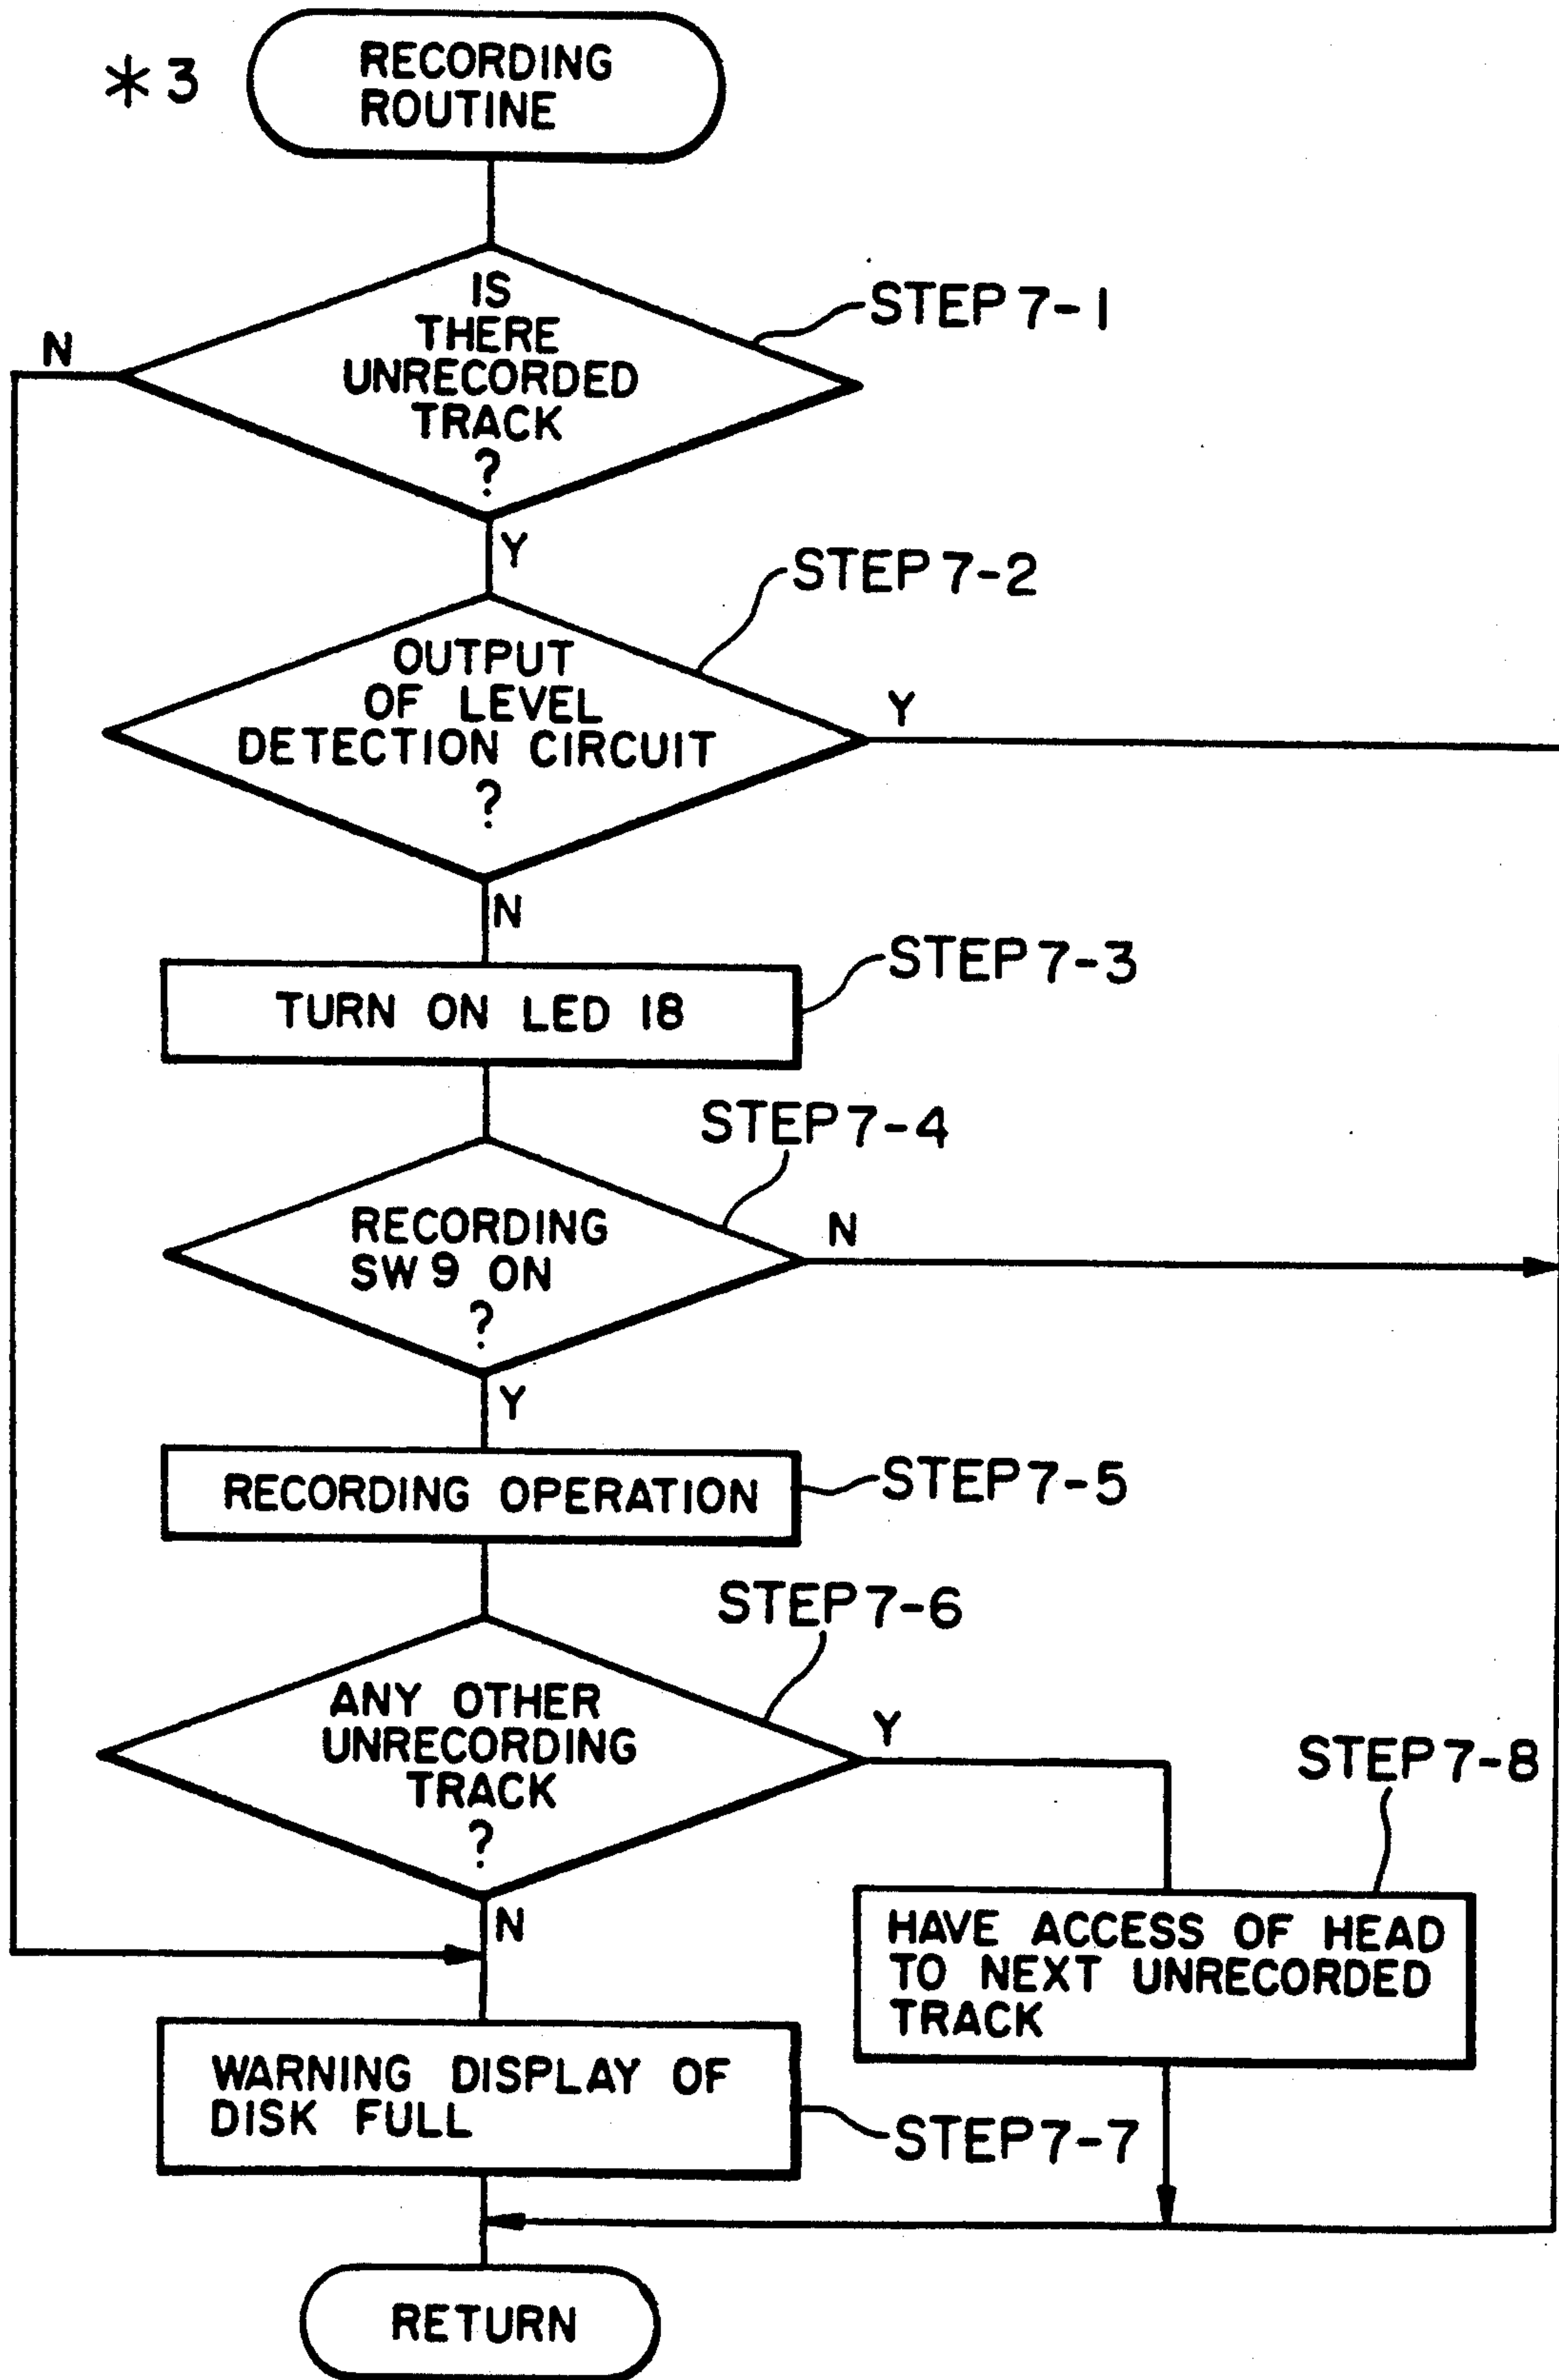 *3
RECORDING
ROUTINE
IS
THERE
UNRECORDED
TRACK
?
STEP 7-1
N
Y
STEP 7-2
OUTPUT
OF LEVEL
DETECTION CIRCUIT
?
Y
N
TURN ON LED 18
STEP 7-3
STEP 7-4
RECORDING
SW 9 ON
?
N
Y
RECORDING OPERATION
STEP 7-5
STEP 7-6
ANY OTHER
UNRECORDING
TRACK
?
Y
N
STEP 7-8
HAVE ACCESS OF HEAD
TO NEXT UNRECORDED
TRACK
WARNING DISPLAY OF
DISK FULL
STEP 7-7
RETURN